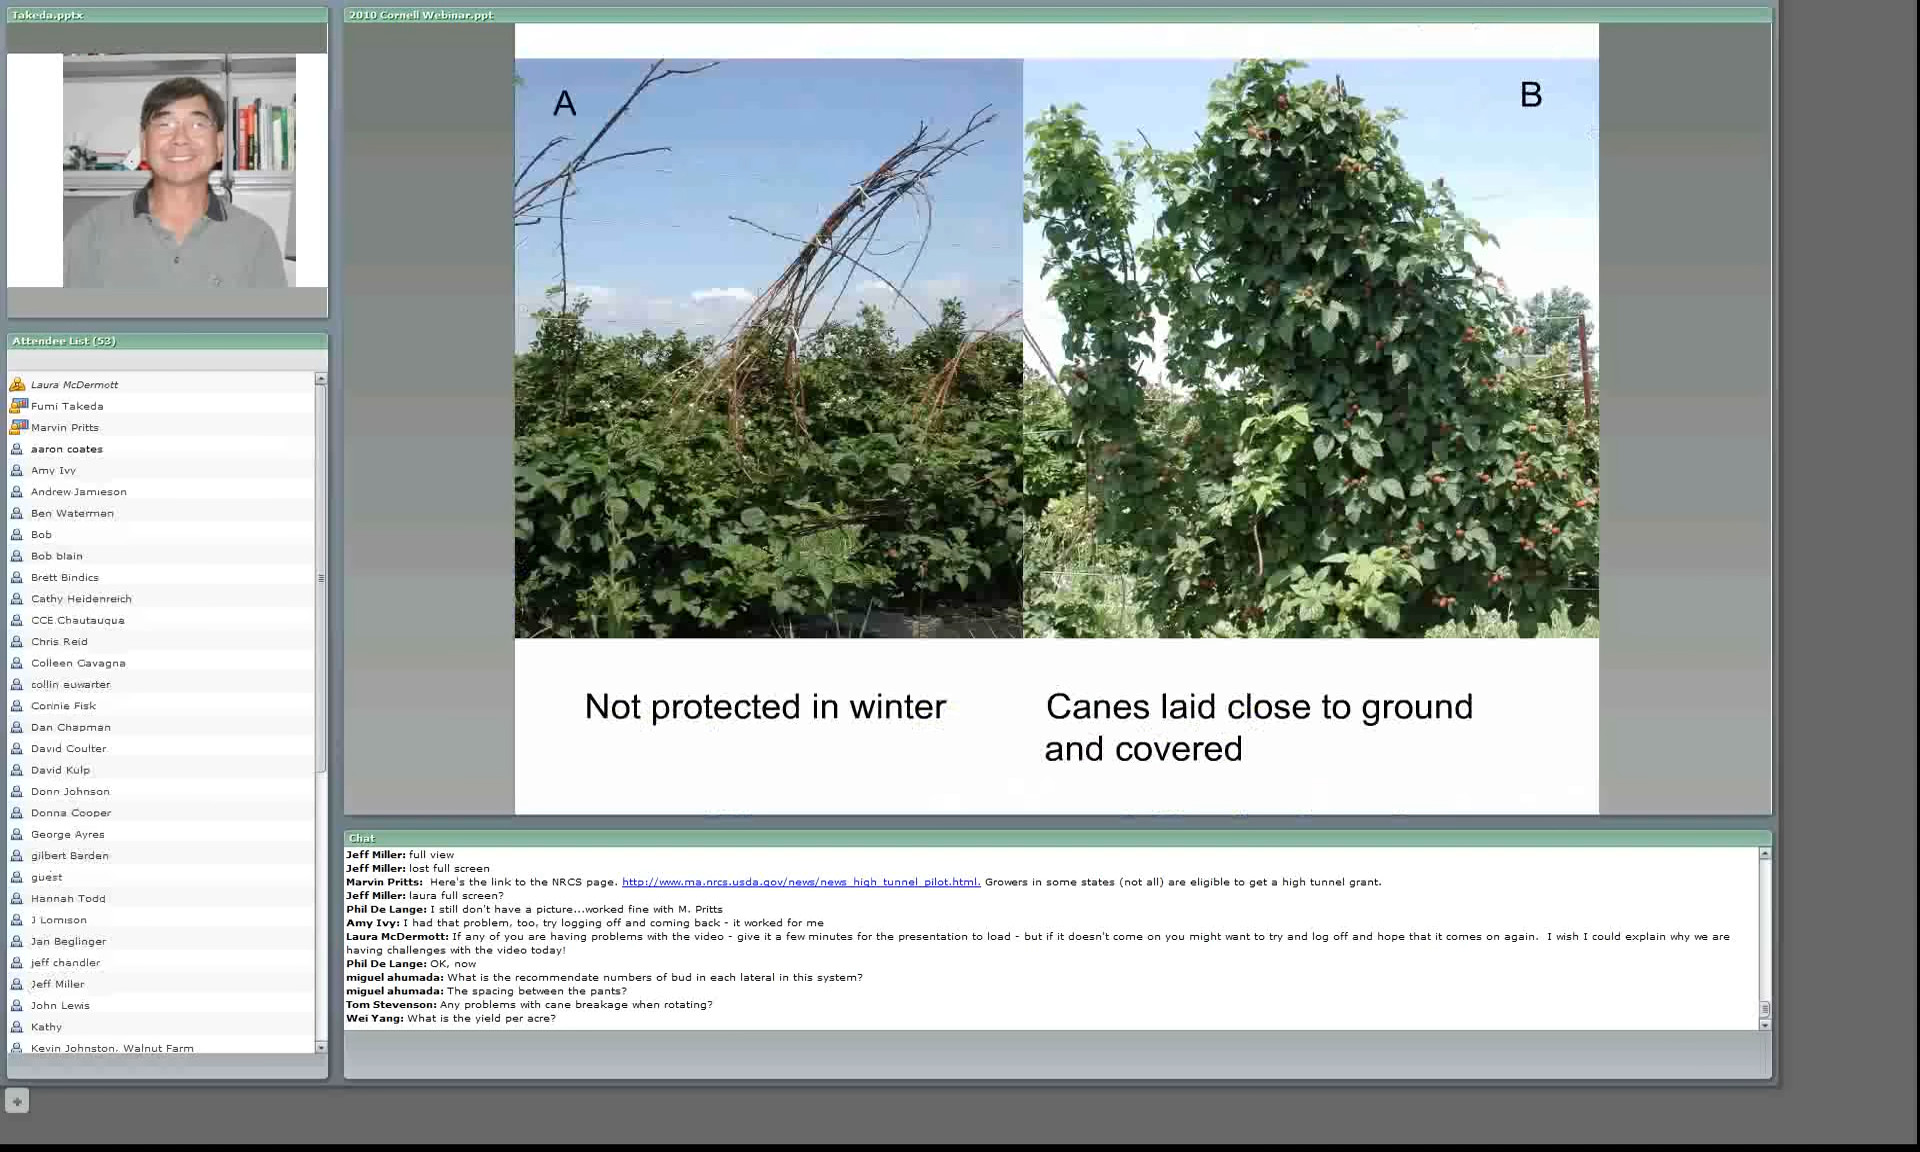 Takeda.pptx
2010 Cornell Webinar.ppt
A
B
Not protected in winter
Canes laid close to ground
and covered
Attendee List (53)
Laura McDermott
Fumi Takeda
Marvin Pritts
aaron coates
Amy Ivy
Andrew Jamieson
Ben Waterman
Bob
Bob blain
Brett Bindics
Cathy Heidenreich
CCE Chautauqua
Chris Reid
Colleen Cavagna
collin euwarter
Connie Fisk
Dan Chapman
David Coulter
David Kulp
Donn Johnson
Donna Cooper
George Ayres
gilbert Barden
guest
Hannah Todd
J Lomison
Jan Beglinger
jeff chandler
Jeff Miller
John Lewis
Kathy
Kevin Johnston, Walnut Farm
Chat
Jeff Miller: full view
Jeff Miller: lost full screen
Marvin Pritts: Here's the link to the NRCS page. http://www.ma.nrcs.usda.gov/news/news_high_tunnel_pilot.html. Growers in some states (not all) are eligible to get a high tunnel grant.
Jeff Miller: laura full screen?
Phil De Lange: I still don't have a picture...worked fine with M. Pritts
Amy Ivy: I had that problem, too, try logging off and coming back - it worked for me
Laura McDermott: If any of you are having problems with the video - give it a few minutes for the presentation to load - but if it doesn't come on you might want to try and log off and hope that it comes on again. I wish I could explain why we are
having challenges with the video today!
Phil De Lange: OK, now
miguel ahumada: What is the recommendate numbers of bud in each lateral in this system?
miguel ahumada: The spacing between the pants?
Tom Stevenson: Any problems with cane breakage when rotating?
Wei Yang: What is the yield per acre?